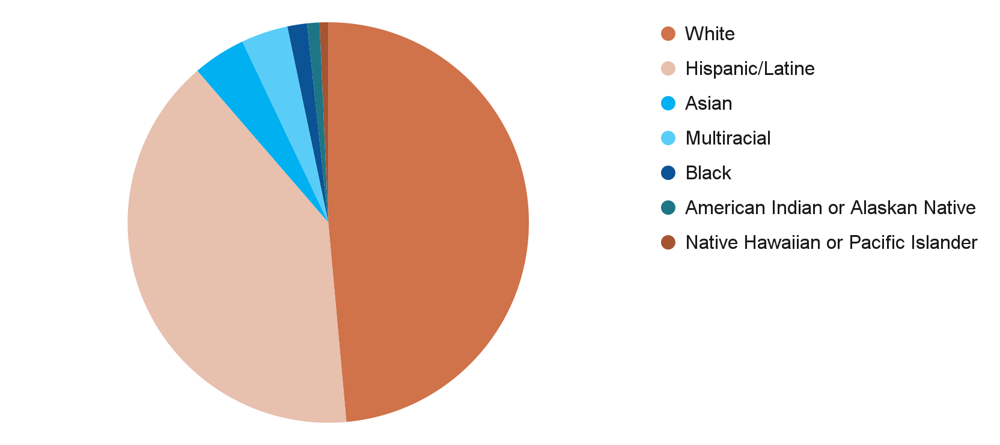 White
Hispanic/Latine
Asian
Multiracial
Black
American Indian or Alaskan Native
Native Hawaiian or Pacific Islander